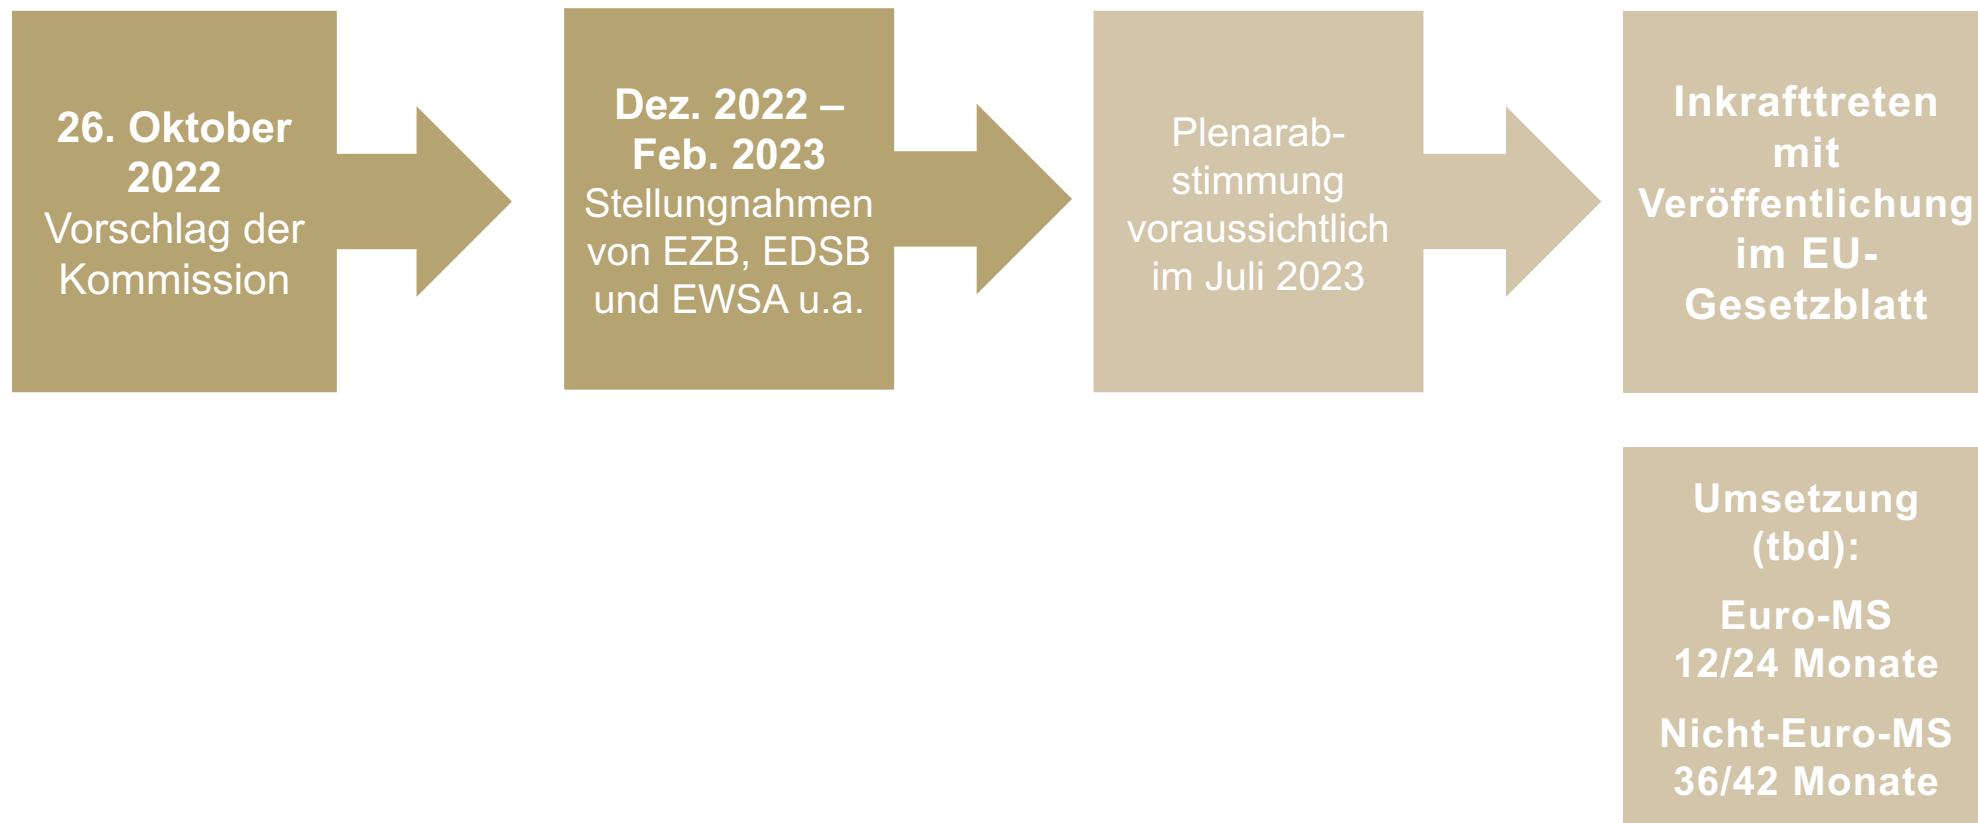 26. Oktober
2022
Vorschlag der
Kommission
Dez. 2022 –
Feb. 2023
Stellungnahmen
von EZB, EDSB
und EWSA u.a.
Plenarab-
stimmung
voraussichtlich
im Juli 2023
Inkrafttreten
mit
Veröffentlichung
im EU-
Gesetzblatt
Umsetzung
(tbd):
Euro-MS
12/24 Monate
Nicht-Euro-MS
36/42 Monate